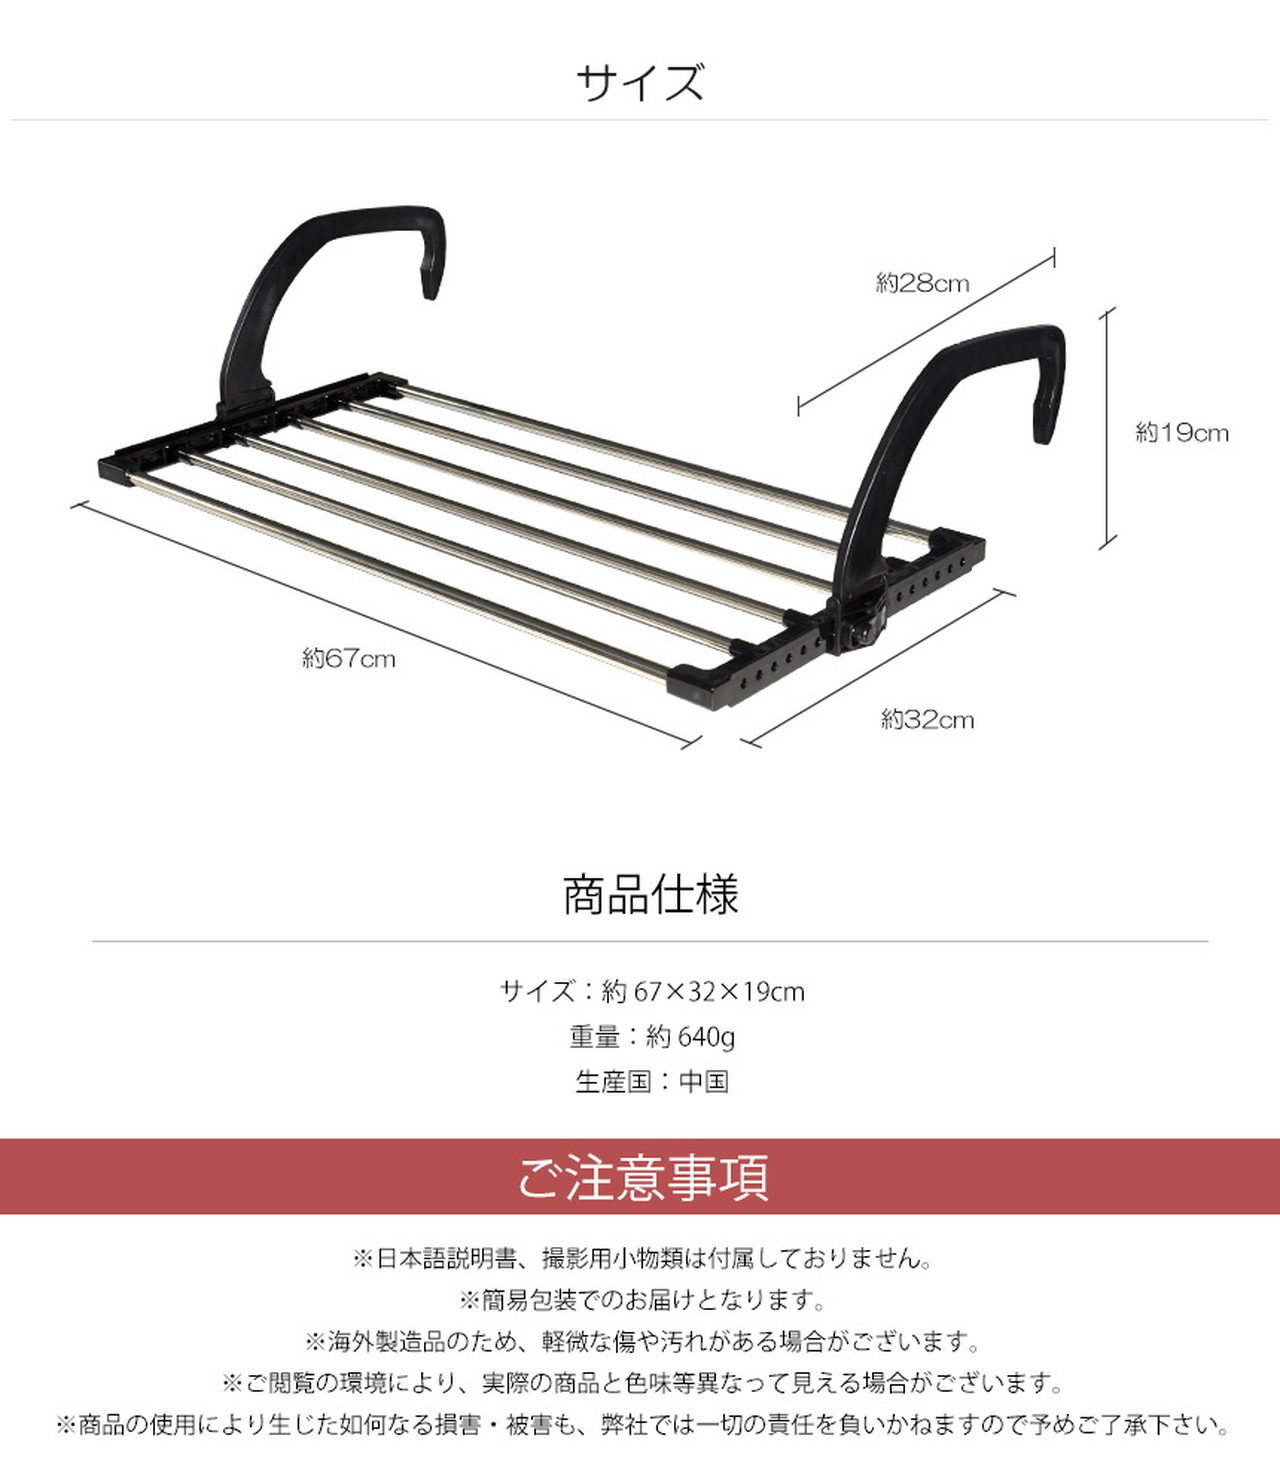 サイズ
約28cm
約19cm
約67cm
約32cm
商品仕様
サイズ：約 67×32×19cm
重量：約 640g
生産国：中国
ご注意事項
※日本語説明書、撮影用小物類は付属しておりません。
※簡易包装でのお届けとなります。
※海外製造品のため、軽微な傷や汚れがある場合がございます。
※ご閲覧の環境により、実際の商品と色味等異なって見える場合がございます。
※商品の使用により生じた如何なる損害・被害も、弊社では一切の責任を負いかねますので予めご了承下さい。